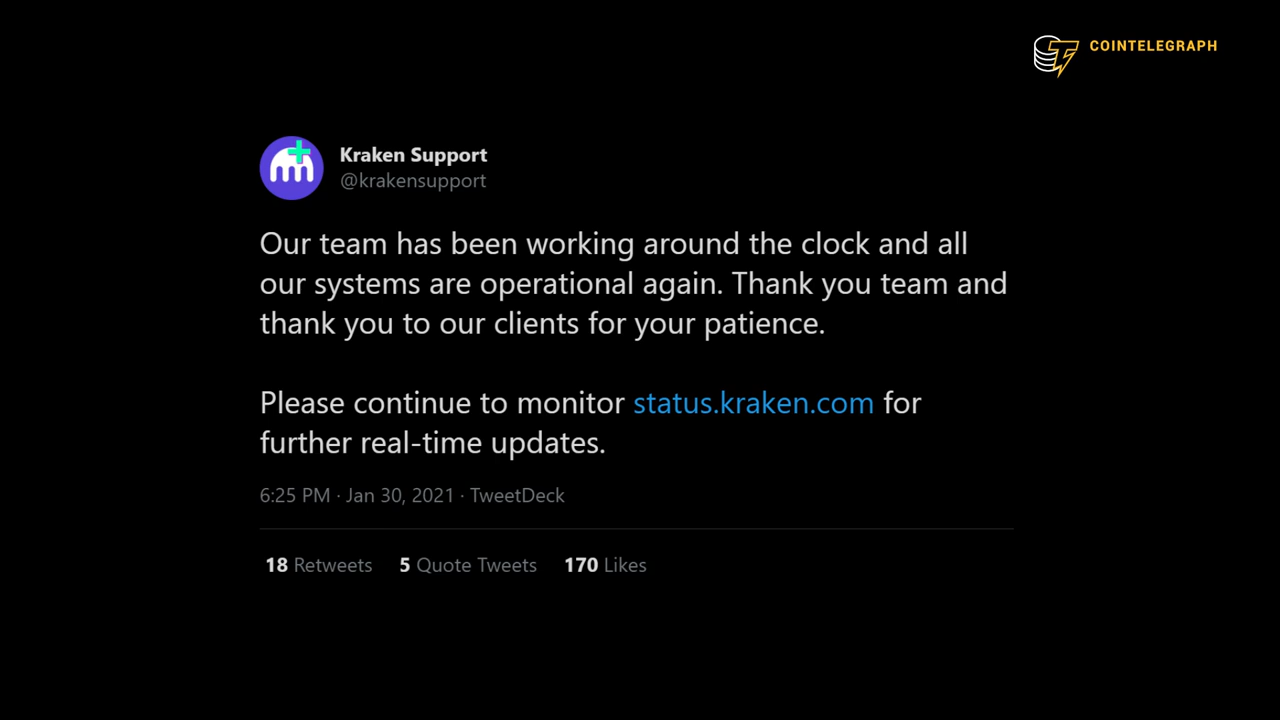 COINTELEGRAPH
Kraken Support
@krakensupport
Our team has been working around the clock and all
our systems are operational again. Thank you team and
thank you to our clients for your patience.
Please continue to monitor status.kraken.com for
further real-time updates.
6:25 PM · Jan 30, 2021 · TweetDeck
18 Retweets 5 Quote Tweets 170 Likes